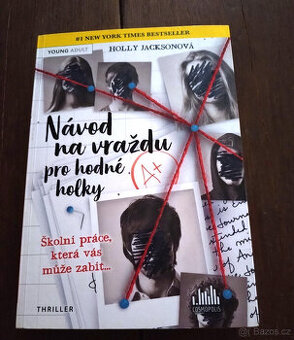 #1 NEW YORK TIMES BESTSELLER
YOUNG ADULT
HOLLY JACKSONOVÁ
Návod
na vraždu
pro hodné
holky
A+
Školní práce,
která vás
může zabít...
THRILLER
COSMOPOLIS
Bazos.cz